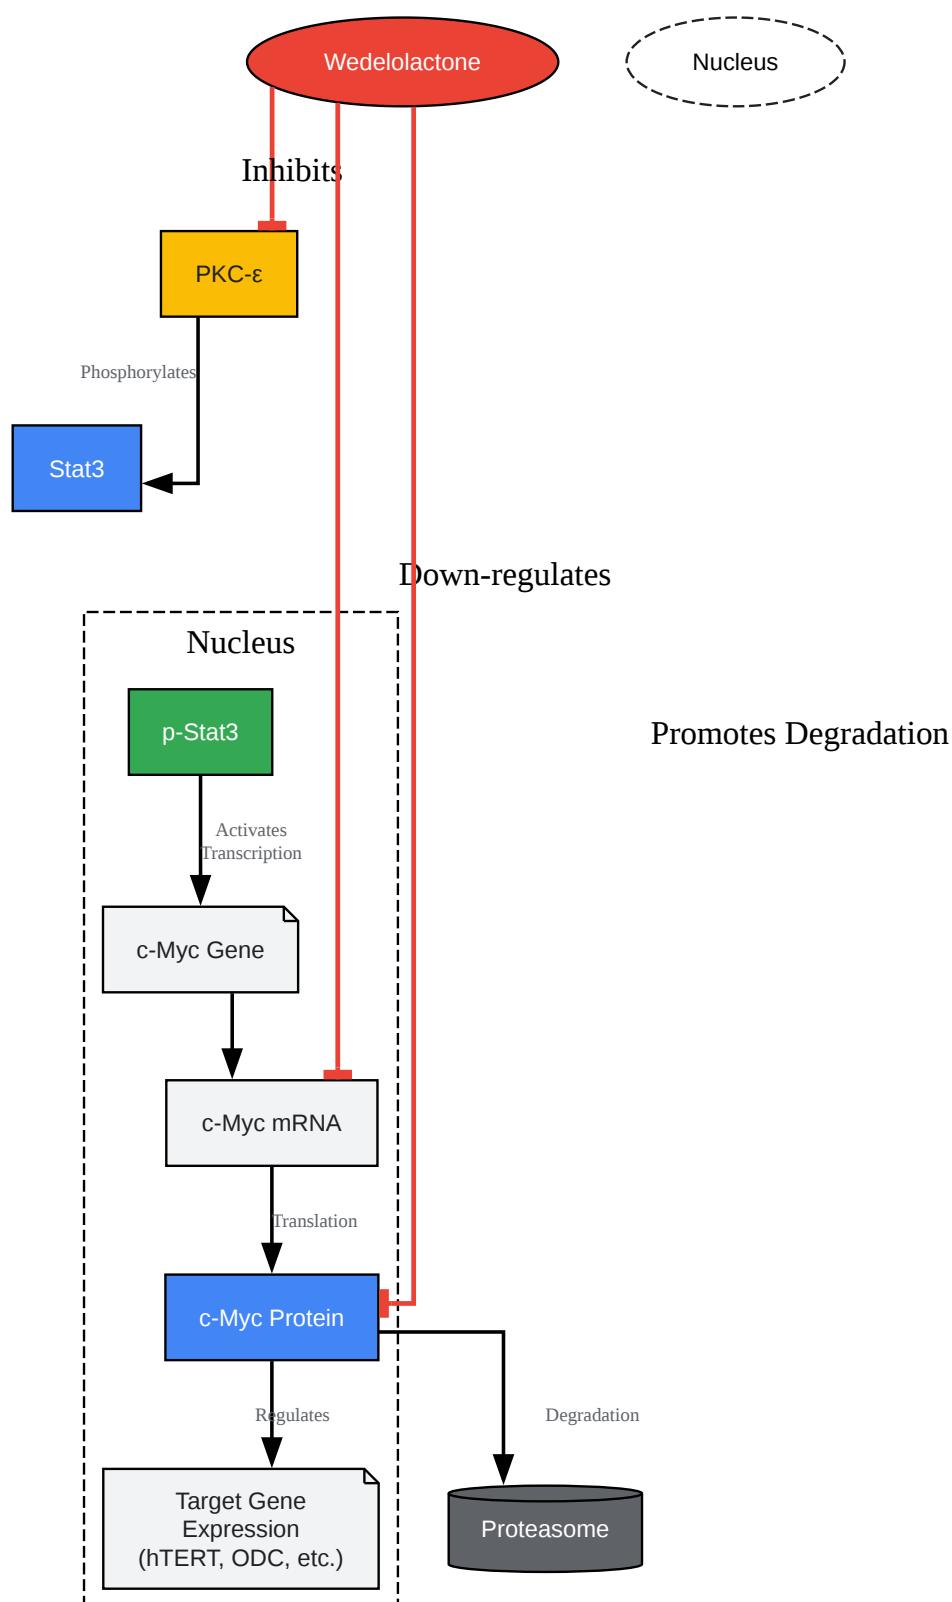 Wedelolactone
Nucleus
Inhibits
PKC-ε
Phosphorylates
Stat3
Down-regulates
Nucleus
p-Stat3
Promotes Degradation
Activates
Transcription
c-Myc Gene
c-Myc mRNA
Translation
c-Myc Protein
Regulates
Degradation
Target Gene
Expression
(hTERT, ODC, etc.)
Proteasome